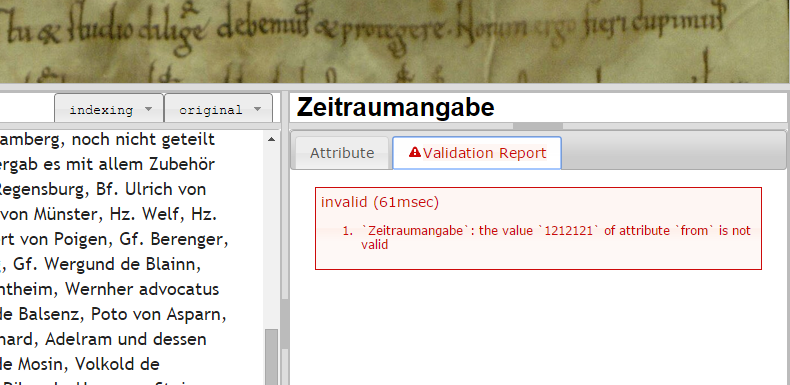 tu & studio dilige debemus & protegere. Horum ergo fieri cupimus
indexing
original
amberg, noch nicht geteilt
ergab es mit allem Zubehör
Regensburg, Bf. Ulrich von
von Münster, Hz. Welf, Hz.
rt von Poigen, Gf. Berenger,
, Gf. Wergund de Blainn,
ntheim, Wernher advocatus
de Balsenz, Poto von Asparn,
hard, Adelram und dessen
de Mosin, Volkold de
Zeitraumangabe
Attribute
Validation Report
invalid (61msec)
1. `Zeitraumangabe`: the value `1212121` of attribute `from` is not
valid